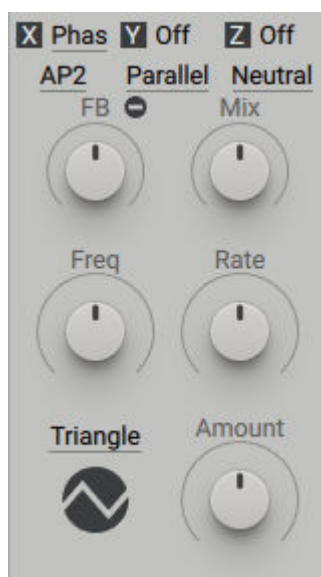 X Phas Y Off Z Off
AP2 Parallel Neutral
FB Mix
Freq Rate
Triangle Amount